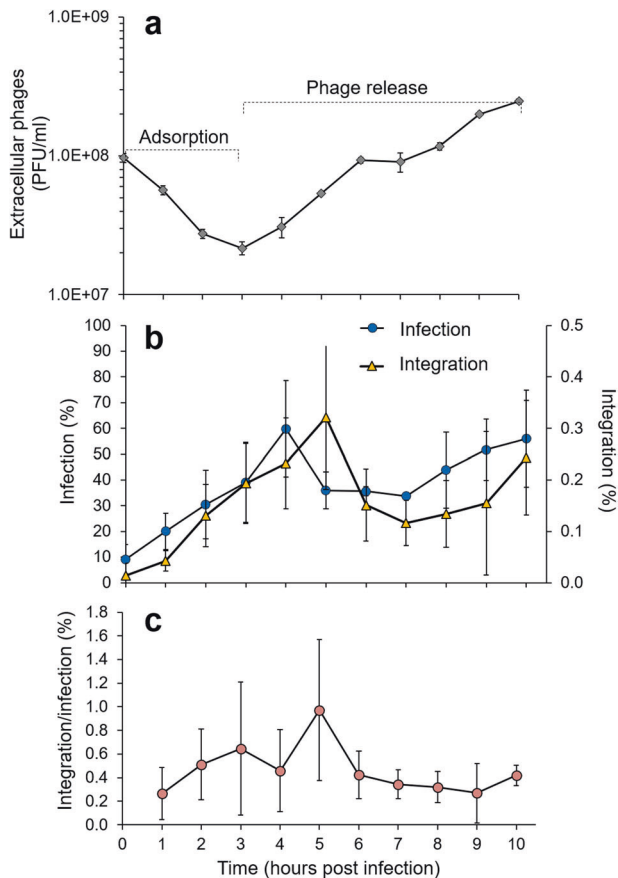 a
1.0E+09
1.0E+08
1.0E+07
Extracellular phages
(PFU/ml)
Adsorption
Phage release
b
100
90
80
70
60
50
40
30
20
10
0
Infection (%)
Infection
Integration
0.5
0.4
0.3
0.2
0.1
0.0
Integration (%)
c
1.8
1.6
1.4
1.2
1.0
0.8
0.6
0.4
0.2
0.0
Integration/infection (%)
0 1 2 3 4 5 6 7 8 9 10
Time (hours post infection)